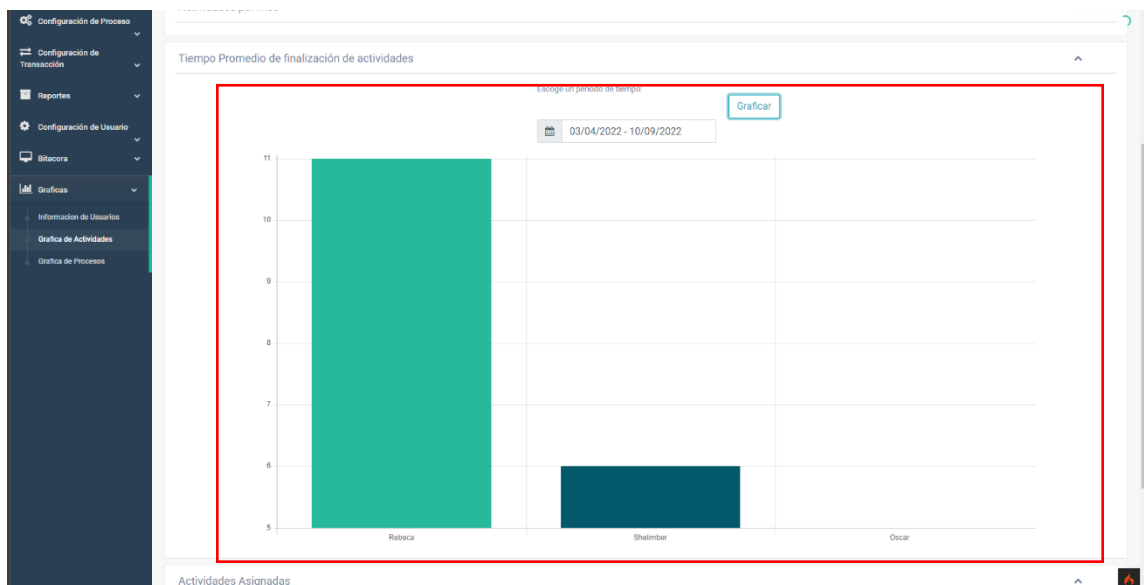 Configuración de Proceso
Configuración de
Transacción
Reportes
Configuración de Usuario
Bitacora
Graficas
Informacion de Usuarios
Grafica de Actividades
Grafica de Procesos
Tiempo Promedio de finalización de actividades
Escoge un periodo de tiempo:
Graficar
03/04/2022 - 10/09/2022
11
10
9
8
7
6
5
Rebeca
Shelimber
Oscar
Actividades Asignadas